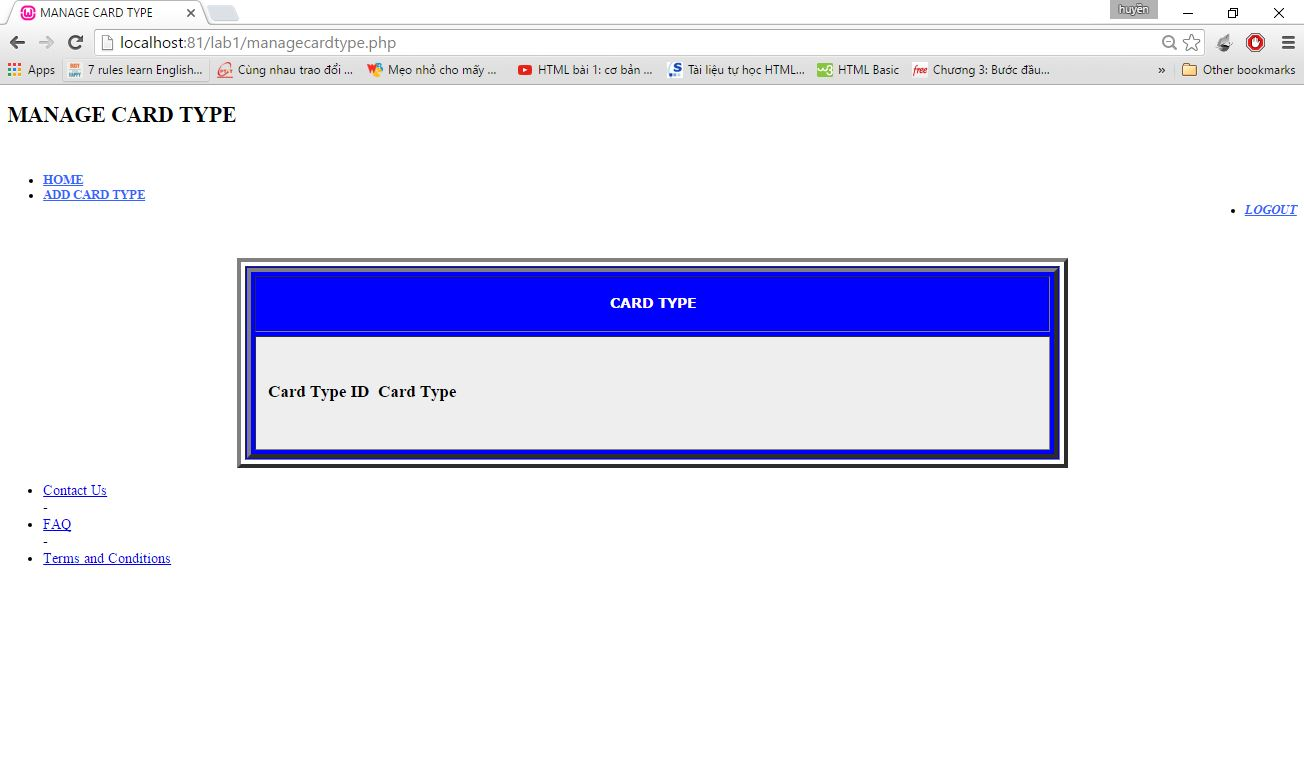 MANAGE CARD TYPE
huyền
localhost:81/lab1/managecardtype.php
Apps 7 rules learn English... Cùng nhau trao đổi ... Mẹo nhỏ cho mấy ... HTML bài 1: cơ bản ... Tài liệu tự học HTML... HTML Basic Chương 3: Bước đầu... » Other bookmarks
MANAGE CARD TYPE
HOME
ADD CARD TYPE
LOGOUT
CARD TYPE
Card Type ID Card Type
Contact Us
-
FAQ
-
Terms and Conditions